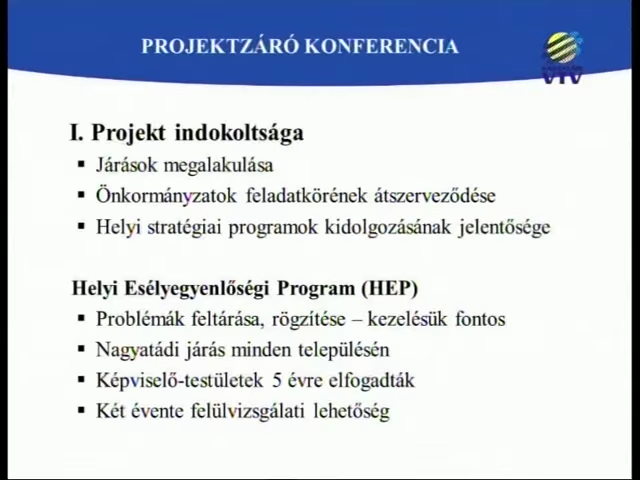 PROJEKTZÁRÓ KONFERENCIA
VTV
I. Projekt indokoltsága
▪ Járások megalakulása
▪ Önkormányzatok feladatkörének átszerveződése
▪ Helyi stratégiai programok kidolgozásának jelentősége
Helyi Esélyegyenlőségi Program (HEP)
▪ Problémák feltárása, rögzítése – kezelésük fontos
▪ Nagyatádi járás minden településén
▪ Képviselő-testületek 5 évre elfogadták
▪ Két évente felülvizsgálati lehetőség